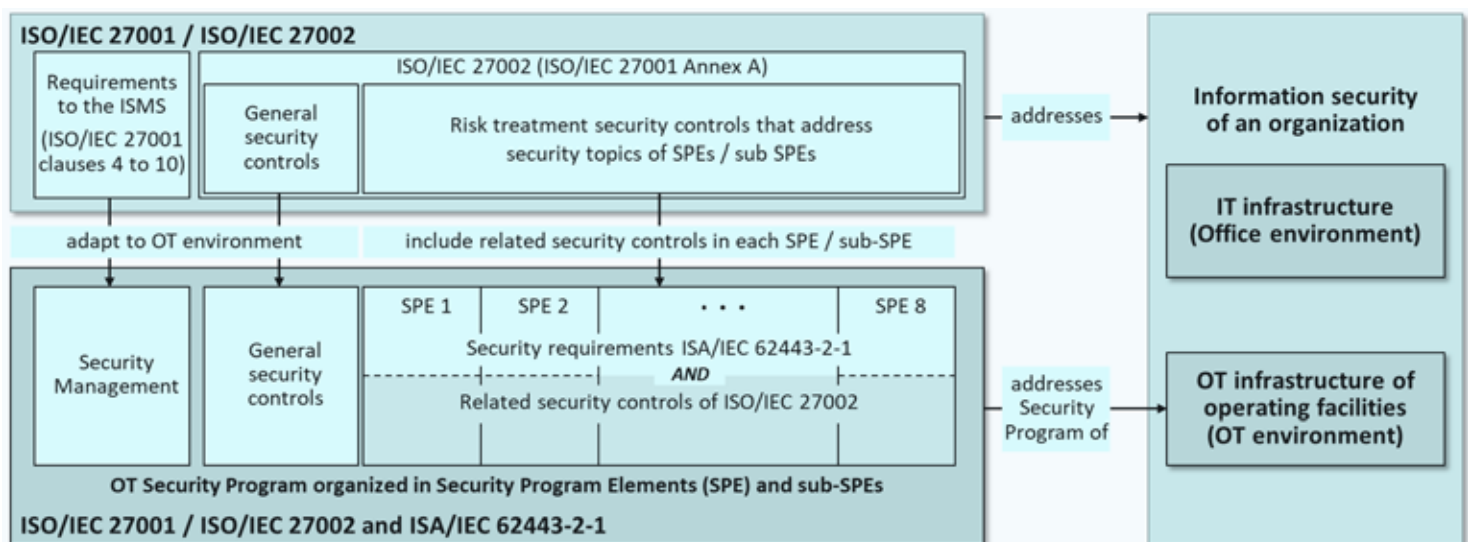 ISO/IEC 27001 / ISO/IEC 27002
Requirements
to the ISMS
(ISO/IEC 27001
clauses 4 to 10)
ISO/IEC 27002 (ISO/IEC 27001 Annex A)
General
security
controls
Risk treatment security controls that address
security topics of SPEs / sub SPEs
addresses
Information security
of an organization
IT infrastructure
(Office environment)
adapt to OT environment
include related security controls in each SPE / sub-SPE
Security
Management
General
security
controls
SPE 1
SPE 2
. . .
SPE 8
Security requirements ISA/IEC 62443-2-1
AND
Related security controls of ISO/IEC 27002
addresses
Security
Program of
OT infrastructure of
operating facilities
(OT environment)
OT Security Program organized in Security Program Elements (SPE) and sub-SPEs
ISO/IEC 27001 / ISO/IEC 27002 and ISA/IEC 62443-2-1